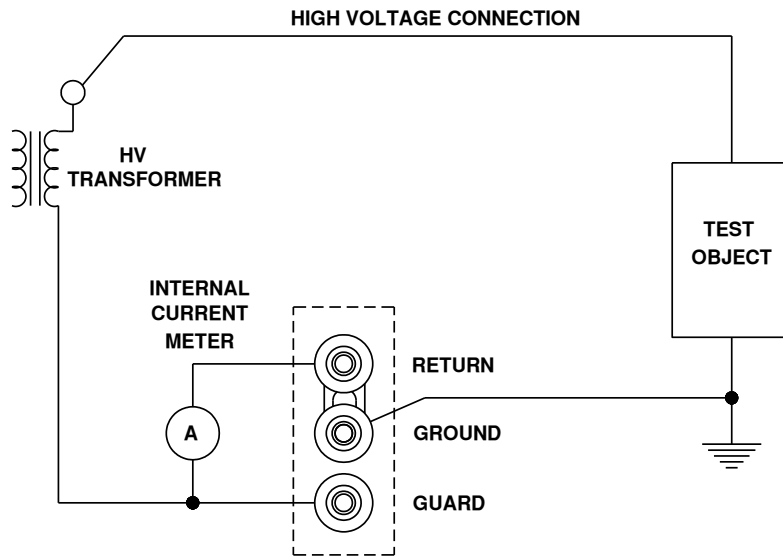 HIGH VOLTAGE CONNECTION
HV
TRANSFORMER
TEST
OBJECT
INTERNAL
CURRENT
METER
RETURN
A
GROUND
GUARD